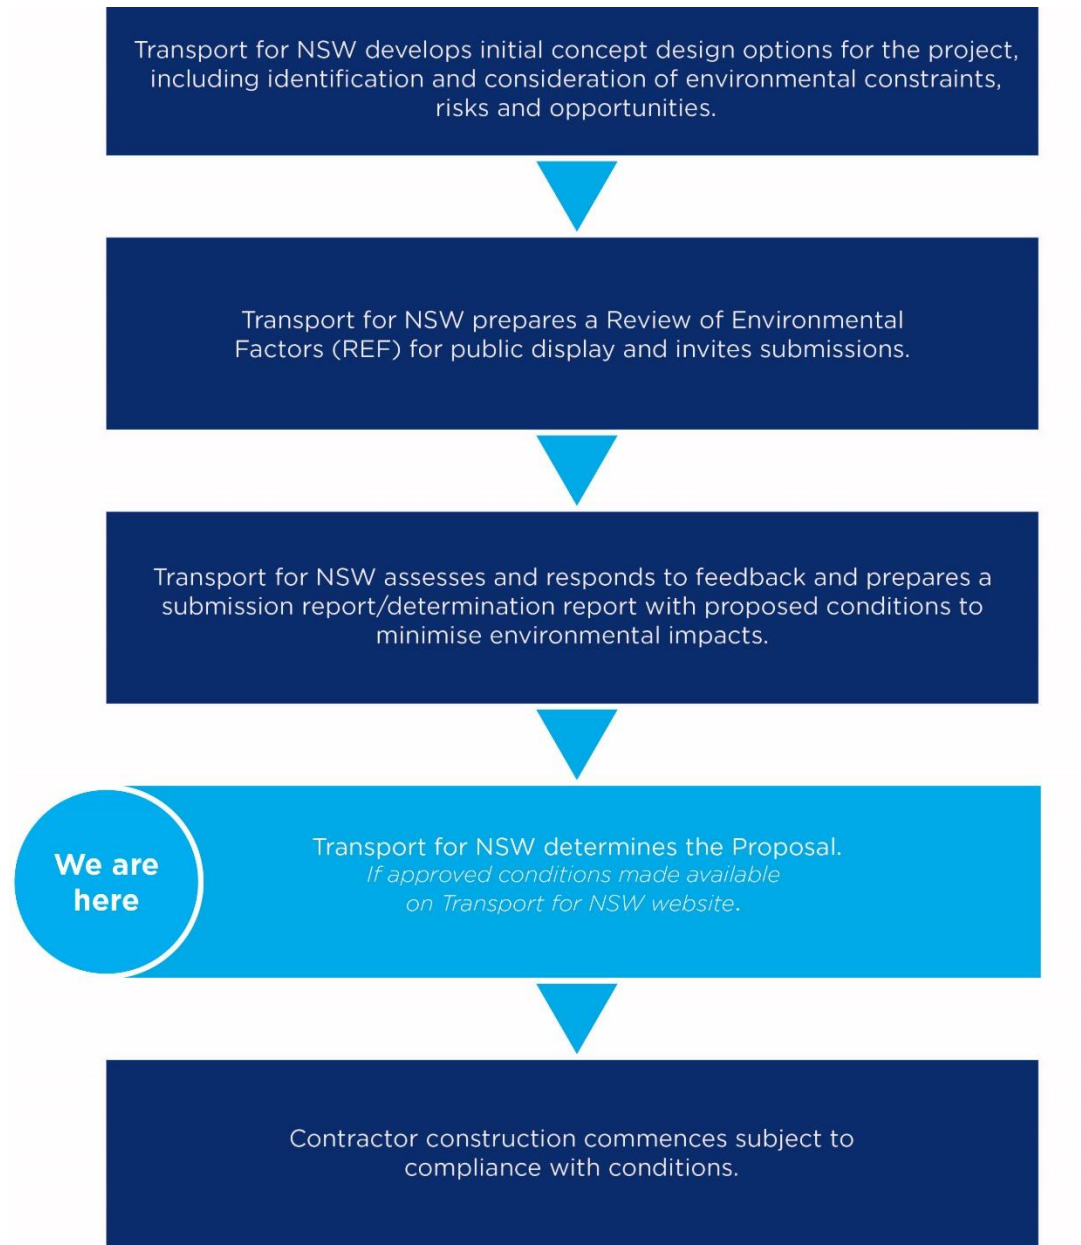 Transport for NSW develops initial concept design options for the project,
including identification and consideration of environmental constraints,
risks and opportunities.
Transport for NSW prepares a Review of Environmental
Factors (REF) for public display and invites submissions.
Transport for NSW assesses and responds to feedback and prepares a
submission report/determination report with proposed conditions to
minimise environmental impacts.
We are
here
Transport for NSW determines the Proposal.
If approved conditions made available
on Transport for NSW website.
Contractor construction commences subject to
compliance with conditions.